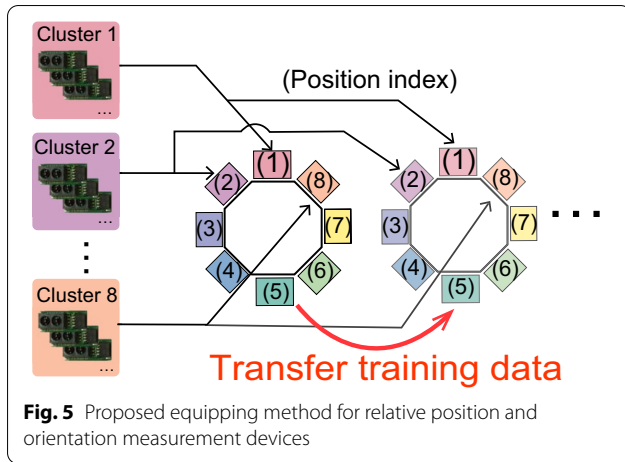 Cluster 1
...
(Position index)
Cluster 2
...
(1)
(2)
(8)
(3)
(7)
(4)
(6)
(5)
(1)
(2)
(8)
(3)
(7)
(4)
(6)
(5)
...
Cluster 8
...
Transfer training data
Fig. 5 Proposed equipping method for relative position and
orientation measurement devices